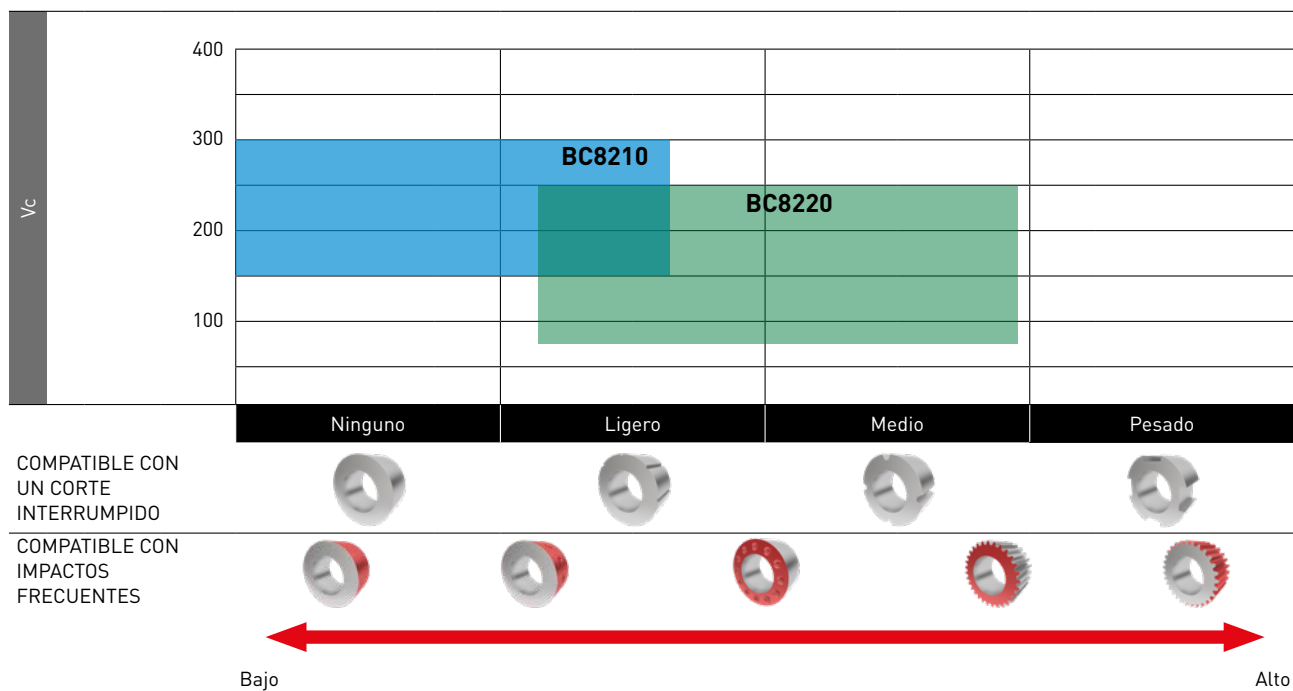 400
300
BC8210
BC8220
Vc
200
100
Ninguno Ligero Medio Pesado
COMPATIBLE CON
UN CORTE
INTERRUMPIDO
COMPATIBLE CON
IMPACTOS
FRECUENTES
Bajo Alto